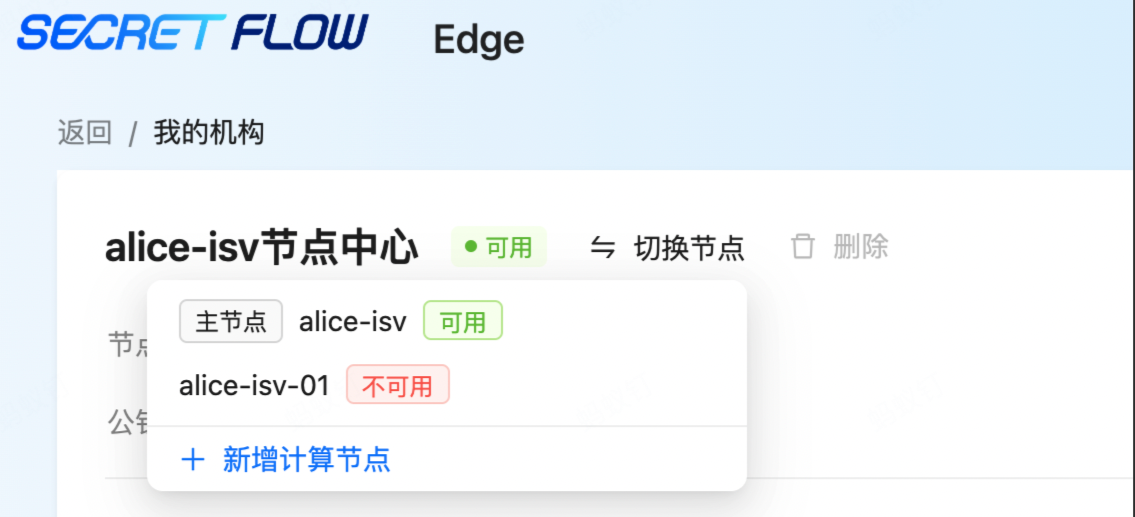 SECRET FLOW Edge
返回 / 我的机构
alice-isv节点中心 可用 切换节点 删除
主节点 alice-isv 可用
节点
alice-isv-01 不可用
公
新增计算节点